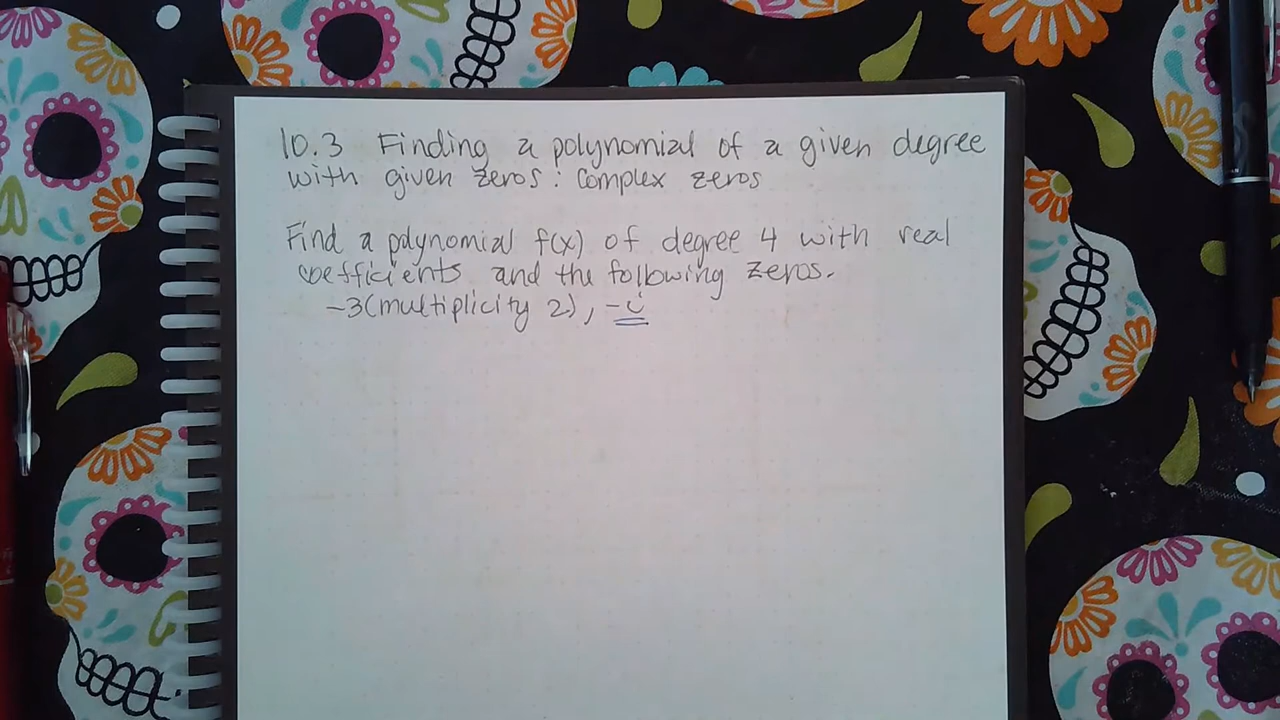 10.3 Finding a polynomial of a given degree
with given zeros: Complex zeros
Find a polynomial f(x) of degree 4 with real
coefficients and the following zeros.
-3(multiplicity 2), -i